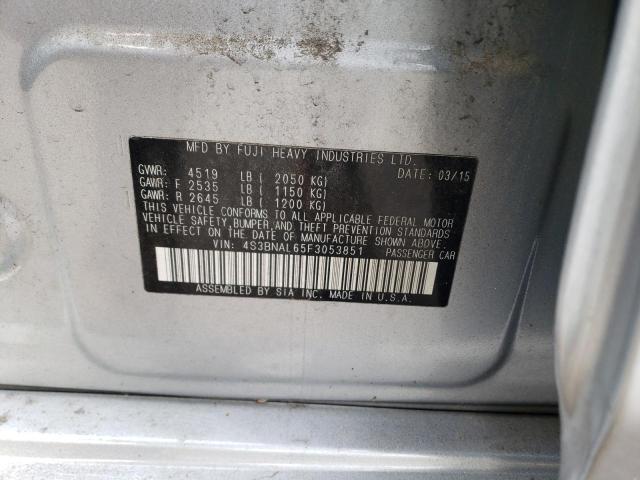 MFD BY FUJI HEAVY INDUSTRIES LTD.
GVWR: 4519 LB ( 2050 KG) DATE: 03/15
GAWR: F 2535 LB ( 1150 KG)
GAWR: R 2645 LB ( 1200 KG)
THIS VEHICLE CONFORMS TO ALL APPLICABLE FEDERAL MOTOR
VEHICLE SAFETY, BUMPER, AND THEFT PREVENTION STANDARDS
IN EFFECT ON THE DATE OF MANUFACTURE SHOWN ABOVE.
VIN: 4S3BNAL65F3053851 PASSENGER CAR
ASSEMBLED BY SIA INC. MADE IN U.S.A.